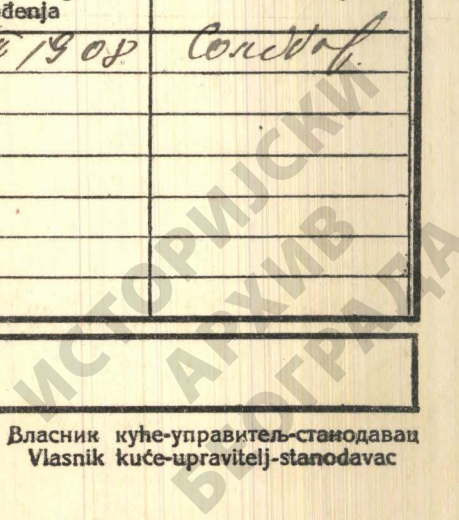 đenja
1908
Власник куће-управитељ-станодавац
Vlasnik kuće-upravitelj-stanodavac
ИСТОРИЈСКИ
АРХИВ
БЕОГРАДА